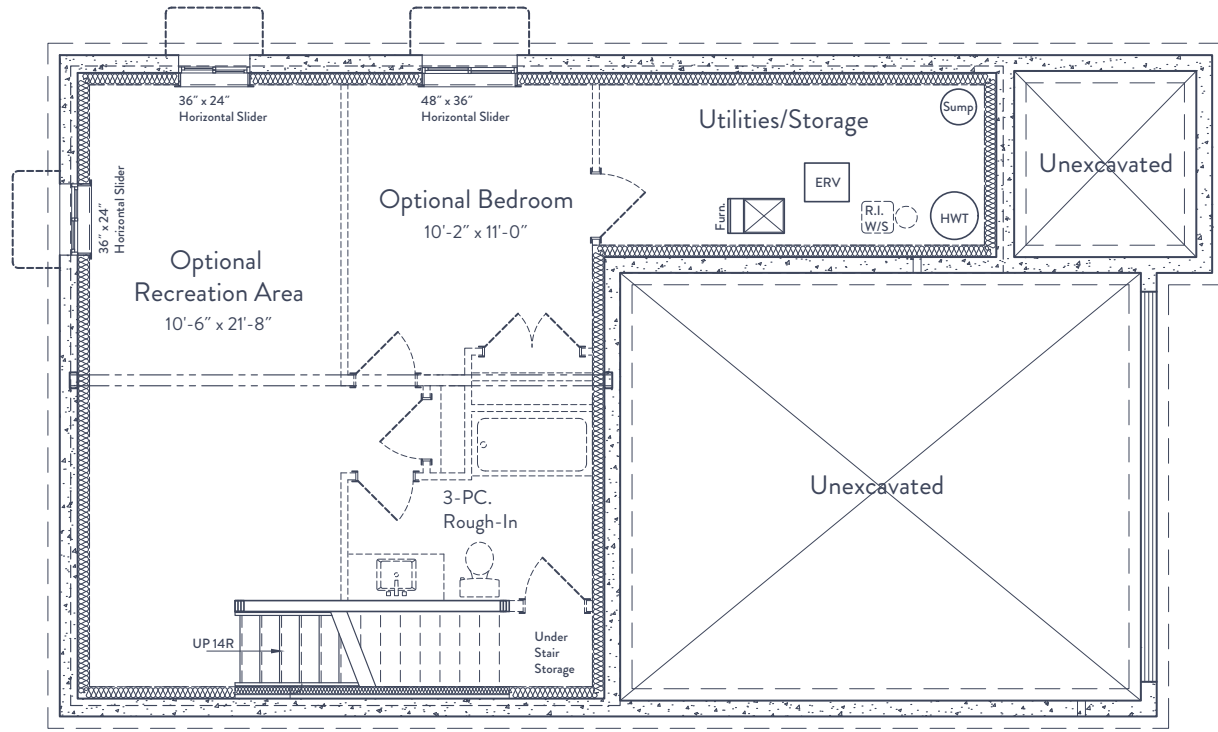 36" x 24"
Horizontal Slider
48" x 36"
Horizontal Slider
Utilities/Storage
Sump
Unexcavated
36" x 24"
Horizontal Slider
Optional Bedroom
10'-2" x 11'-0"
ERV
Furn.
R.I.
W/S
HWT
Optional
Recreation Area
10'-6" x 21'-8"
Unexcavated
3-PC.
Rough-In
UP 14R
Under
Stair
Storage